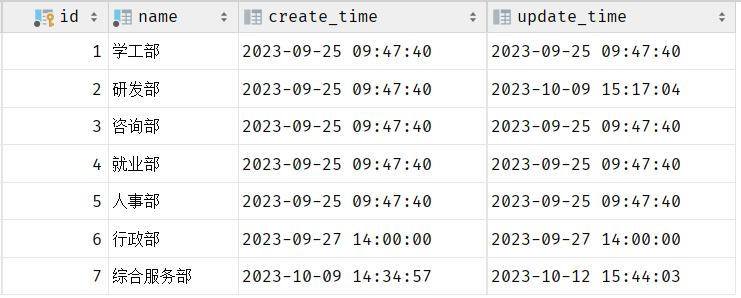 id name create_time update_time
1 学工部 2023-09-25 09:47:40 2023-09-25 09:47:40
2 研发部 2023-09-25 09:47:40 2023-10-09 15:17:04
3 咨询部 2023-09-25 09:47:40 2023-09-25 09:47:40
4 就业部 2023-09-25 09:47:40 2023-09-25 09:47:40
5 人事部 2023-09-25 09:47:40 2023-09-25 09:47:40
6 行政部 2023-09-27 14:00:00 2023-09-27 14:00:00
7 综合服务部 2023-10-09 14:34:57 2023-10-12 15:44:03